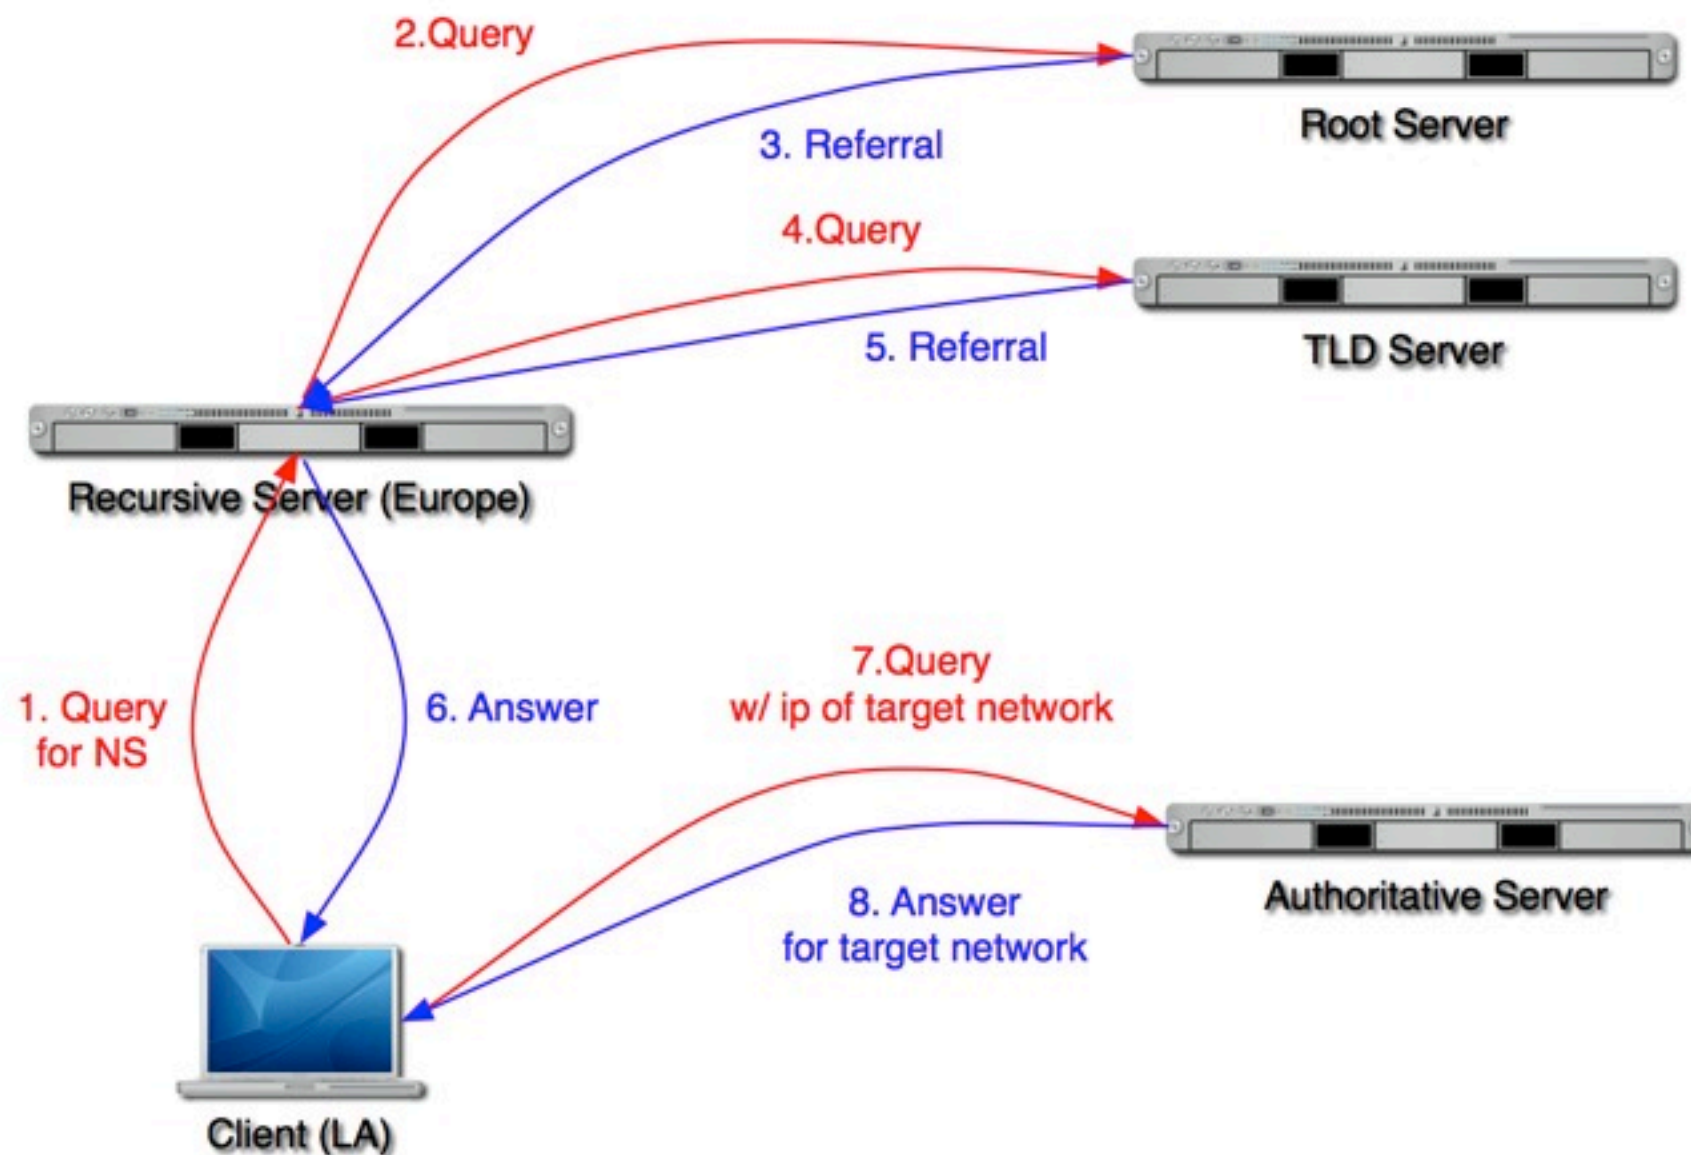 2.Query
Root Server
3. Referral
4.Query
TLD Server
5. Referral
Recursive Server (Europe)
1. Query
for NS
6. Answer
7.Query
w/ ip of target network
Authoritative Server
8. Answer
for target network
Client (LA)